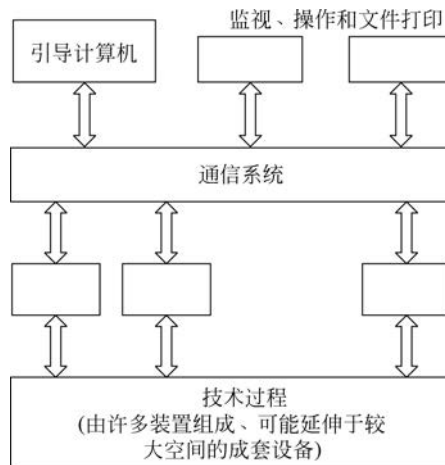 监视、操作和文件打印
引导计算机
通信系统
技术过程
(由许多装置组成、可能延伸于较
大空间的成套设备)